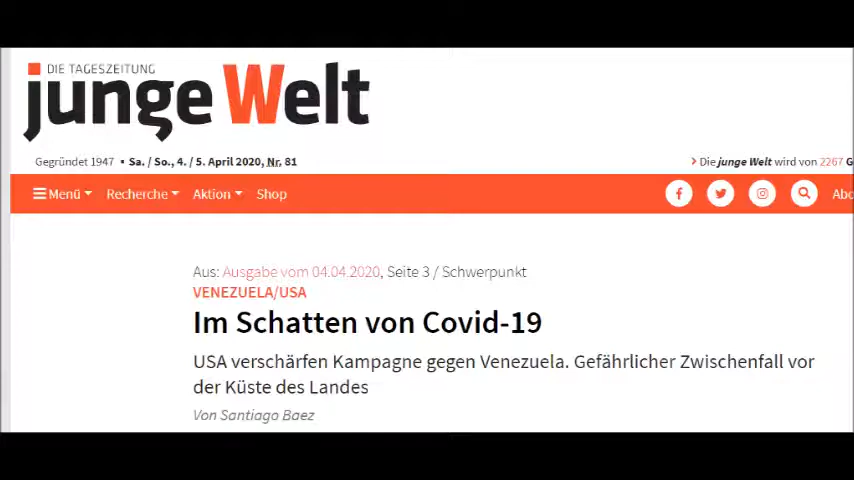 DIE TAGESZEITUNG
junge Welt
Gegründet 1947 ▪ Sa. / So., 4. / 5. April 2020, Nr. 81
Die junge Welt wird von 2267 G
Menü Recherche Aktion Shop Abo
Aus: Ausgabe vom 04.04.2020, Seite 3 / Schwerpunkt
VENEZUELA/USA
Im Schatten von Covid-19
USA verschärfen Kampagne gegen Venezuela. Gefährlicher Zwischenfall vor
der Küste des Landes
Von Santiago Baez